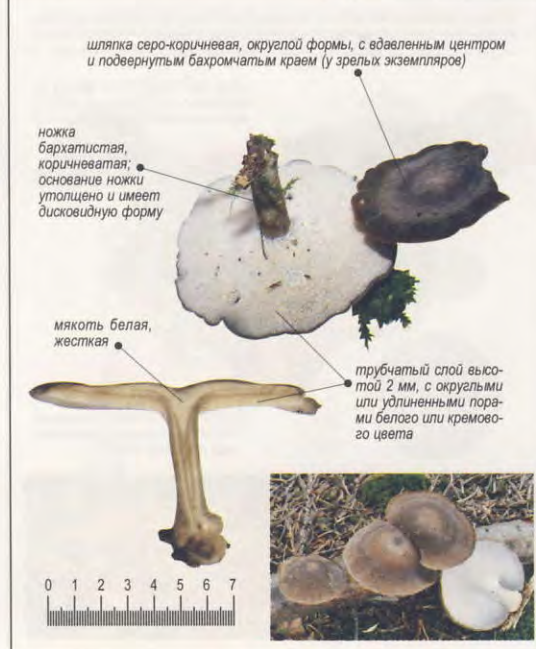 шляпка серо-коричневая, округлой формы, с вдавленным центром
и подвернутым бахромчатым краем (у зрелых экземпляров)
ножка
бархатистая,
коричневатая;
основание ножки
утолщено и имеет
дисковидную форму
мякоть белая,
жесткая
трубчатый слой высо-
той 2 мм, с округлыми
или удлиненными пора-
ми белого или кремово-
го цвета
0 1 2 3 4 5 6 7